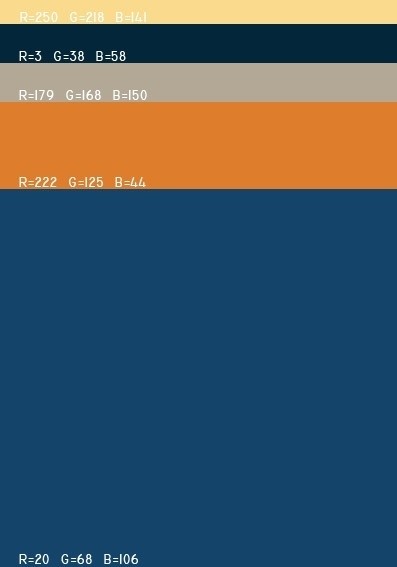 R=250 G=218 B=141
R=3 G=38 B=58
R=179 G=168 B=150
R=222 G=125 B=44
R=20 G=68 B=106